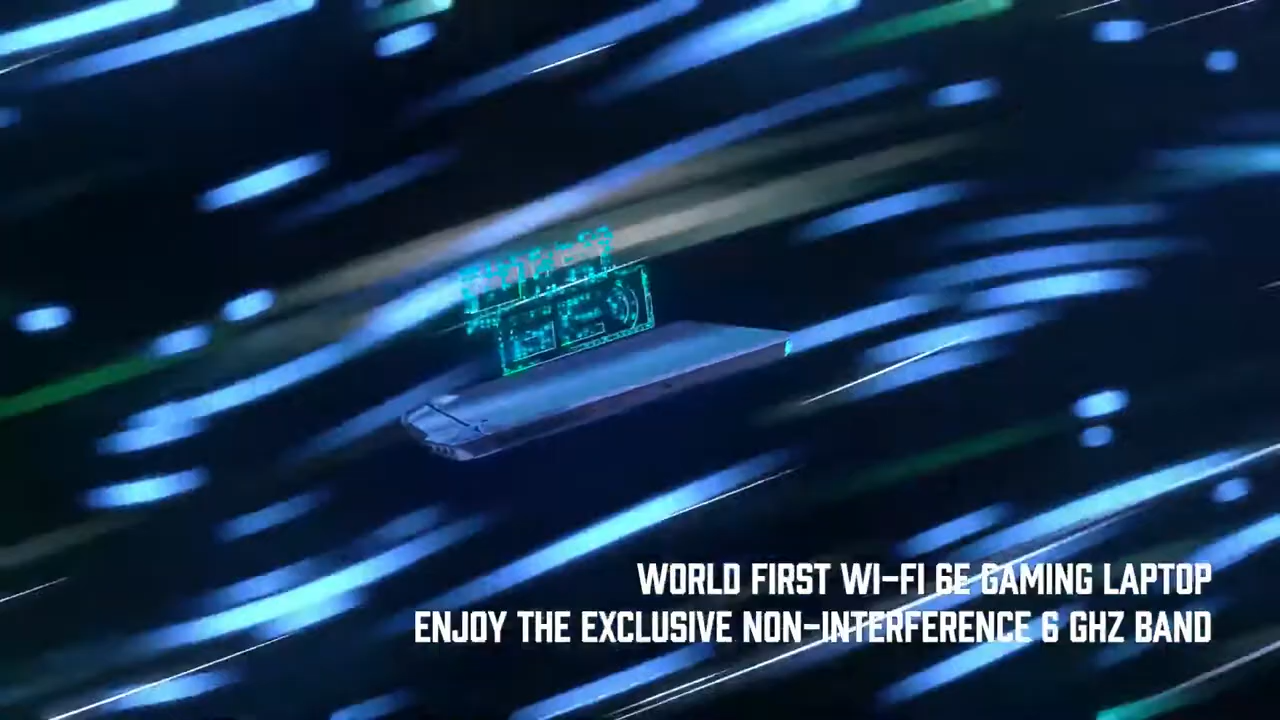 WORLD FIRST WI-FI 6E GAMING LAPTOP
ENJOY THE EXCLUSIVE NON-INTERFERENCE 6 GHZ BAND